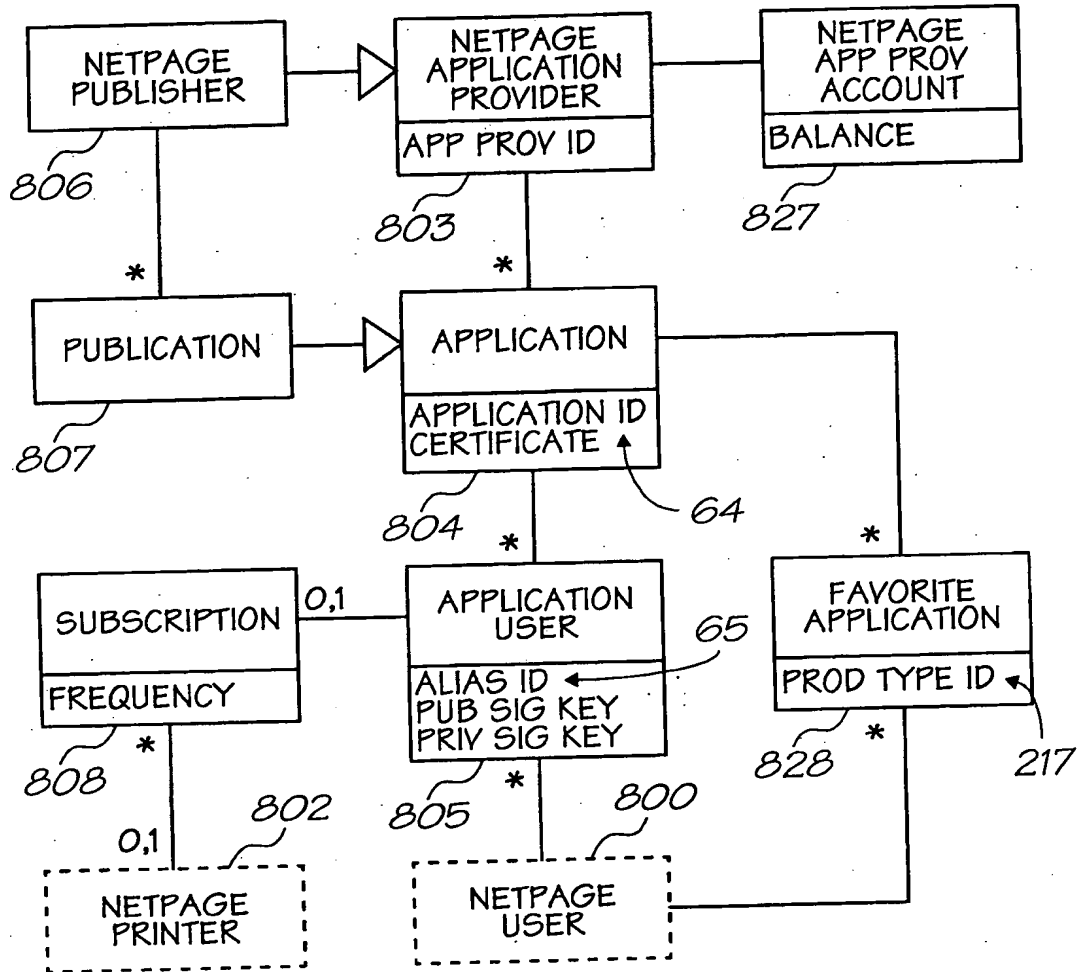 NETPAGE
PUBLISHER
806
NETPAGE
APPLICATION
PROVIDER
APP PROV ID
803
NETPAGE
APP PROV
ACCOUNT
BALANCE
827
*
*
PUBLICATION
807
APPLICATION
APPLICATION ID
CERTIFICATE
804
64
*
*
SUBSCRIPTION
FREQUENCY
808
0,1
APPLICATION
USER
ALIAS ID
PUB SIG KEY
PRIV SIG KEY
805
65
FAVORITE
APPLICATION
PROD TYPE ID
828
217
*
*
*
0,1
802
800
NETPAGE
PRINTER
NETPAGE
USER